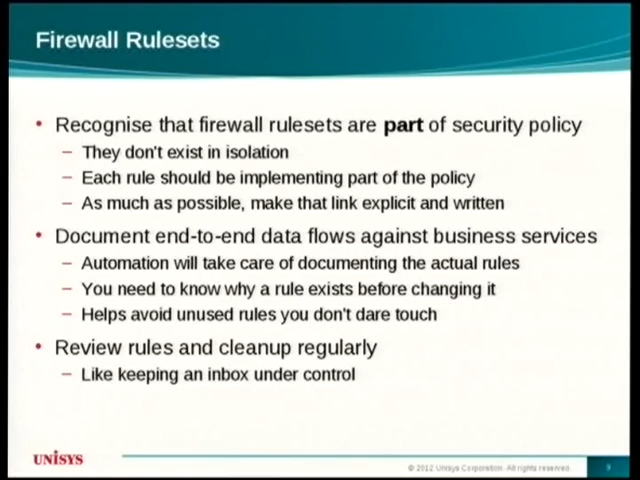 Firewall Rulesets
• Recognise that firewall rulesets are part of security policy
– They don't exist in isolation
– Each rule should be implementing part of the policy
– As much as possible, make that link explicit and written
• Document end-to-end data flows against business services
– Automation will take care of documenting the actual rules
– You need to know why a rule exists before changing it
– Helps avoid unused rules you don't dare touch
• Review rules and cleanup regularly
– Like keeping an inbox under control
UNISYS
© 2012 Unisys Corporation. All rights reserved.
9